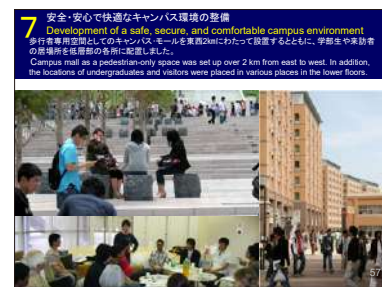 7
安全・安心で快適なキャンパス環境の整備
Development of a safe, secure, and comfortable campus environment
歩行者専用空間としてのキャンパス・モールを東西2kmにわたって設置するとともに、学部生や来訪者
の居場所を低層部の各所に配置しました。
Campus mall as a pedestrian-only space was set up over 2 km from east to west. In addition,
the locations of undergraduates and visitors were placed in various places in the lower floors.
57